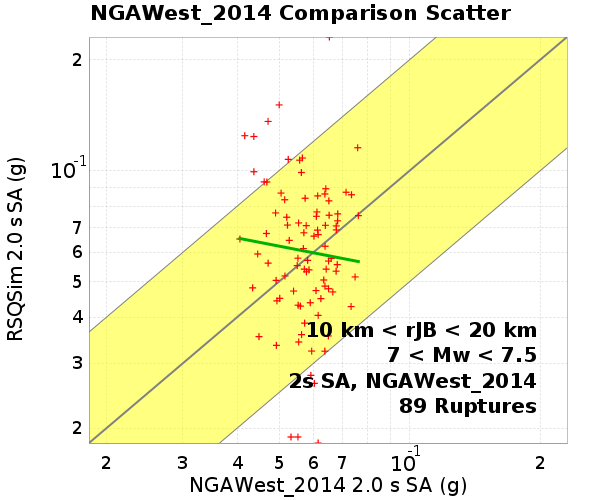 NGAWest_2014 Comparison Scatter
RSQSim 2.0 s SA (g)
2
10^-1
7
6
5
4
3
2
10 km < rJB < 20 km
7 < Mw < 7.5
2s SA, NGAWest_2014
89 Ruptures
2 3 4 5 6 7 10^-1 2
NGAWest_2014 2.0 s SA (g)